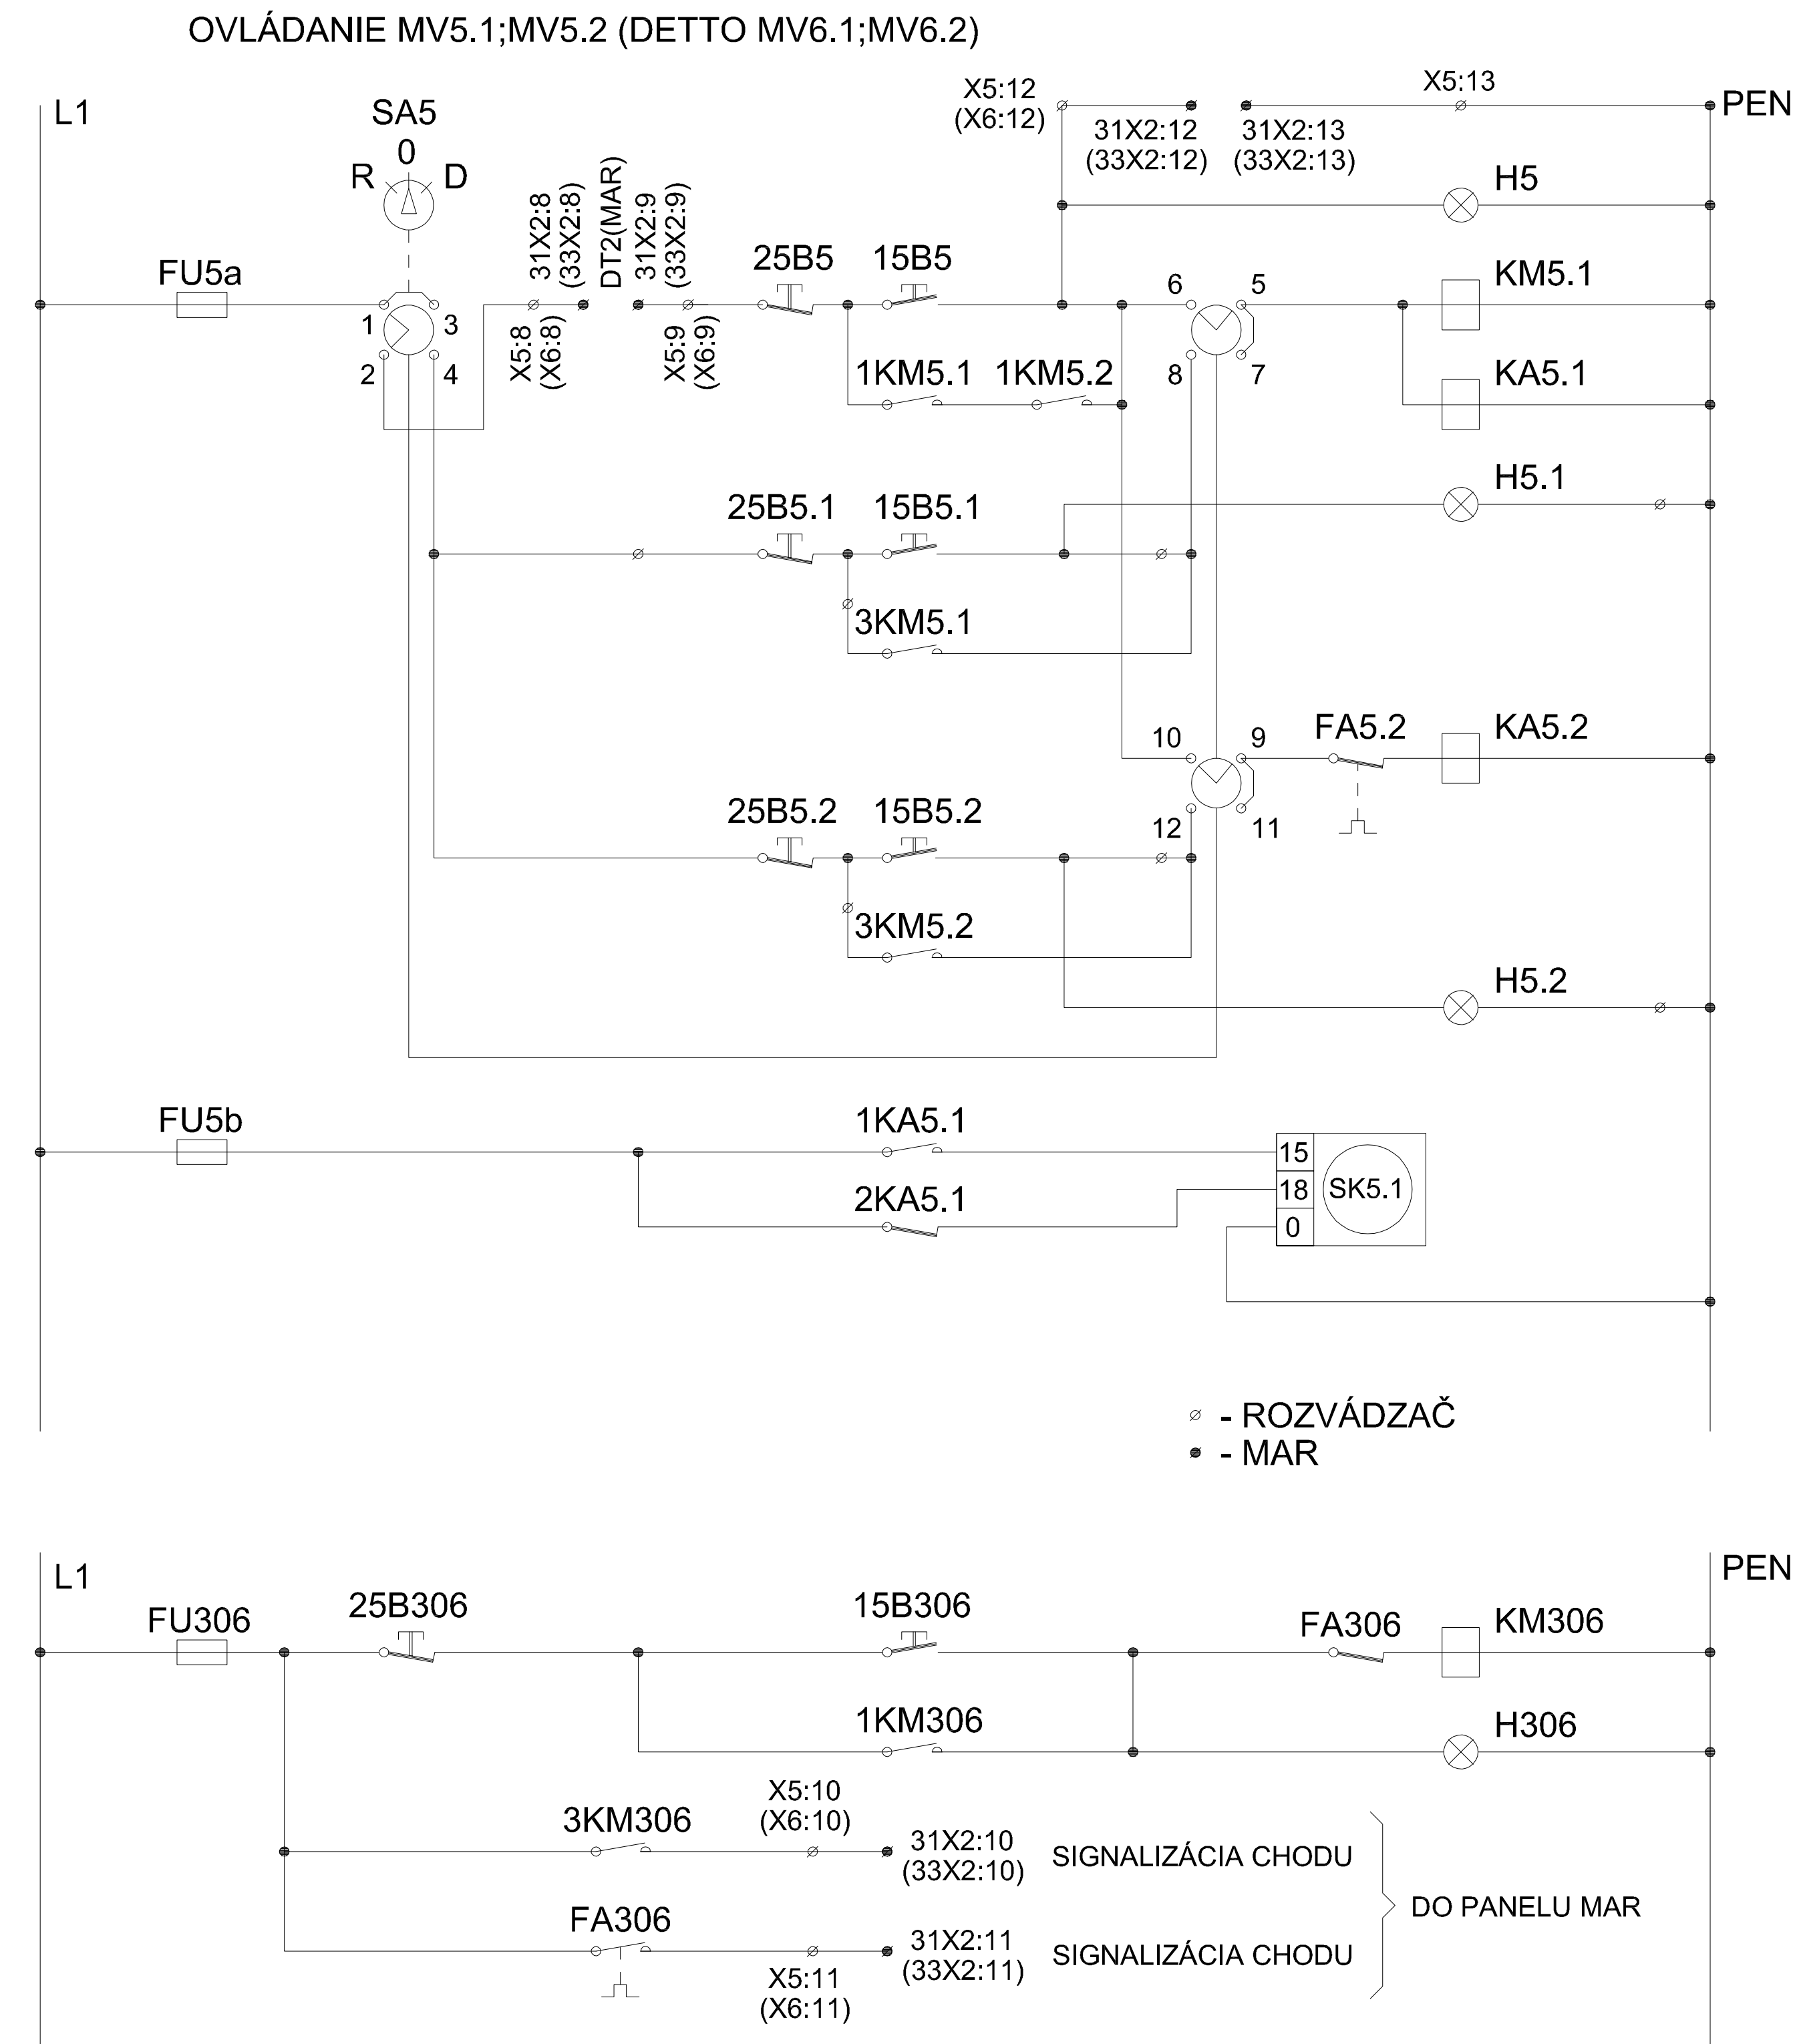 OVLÁDANIE MV5.1;MV5.2 (DETTO MV6.1;MV6.2)
L1
SA5
0
R
D
X5:12
(X6:12)
31X2:12
(33X2:12)
31X2:13
(33X2:13)
X5:13
PEN
H5
FU5a
1
3
2
4
31X2:8
(33X2:8)
DT2(MAR)
31X2:9
(33X2:9)
X5:8
(X6:8)
X5:9
(X6:9)
25B5
15B5
6
5
8
7
KM5.1
1KM5.1
1KM5.2
KA5.1
H5.1
25B5.1
15B5.1
3KM5.1
10
9
12
11
FA5.2
KA5.2
25B5.2
15B5.2
3KM5.2
H5.2
FU5b
1KA5.1
2KA5.1
15
18
0
SK5.1
- ROZVÁDZAČ
- MAR
L1
PEN
FU306
25B306
15B306
FA306
KM306
1KM306
H306
3KM306
X5:10
(X6:10)
31X2:10
(33X2:10)
SIGNALIZÁCIA CHODU
DO PANELU MAR
FA306
X5:11
(X6:11)
31X2:11
(33X2:11)
SIGNALIZÁCIA CHODU